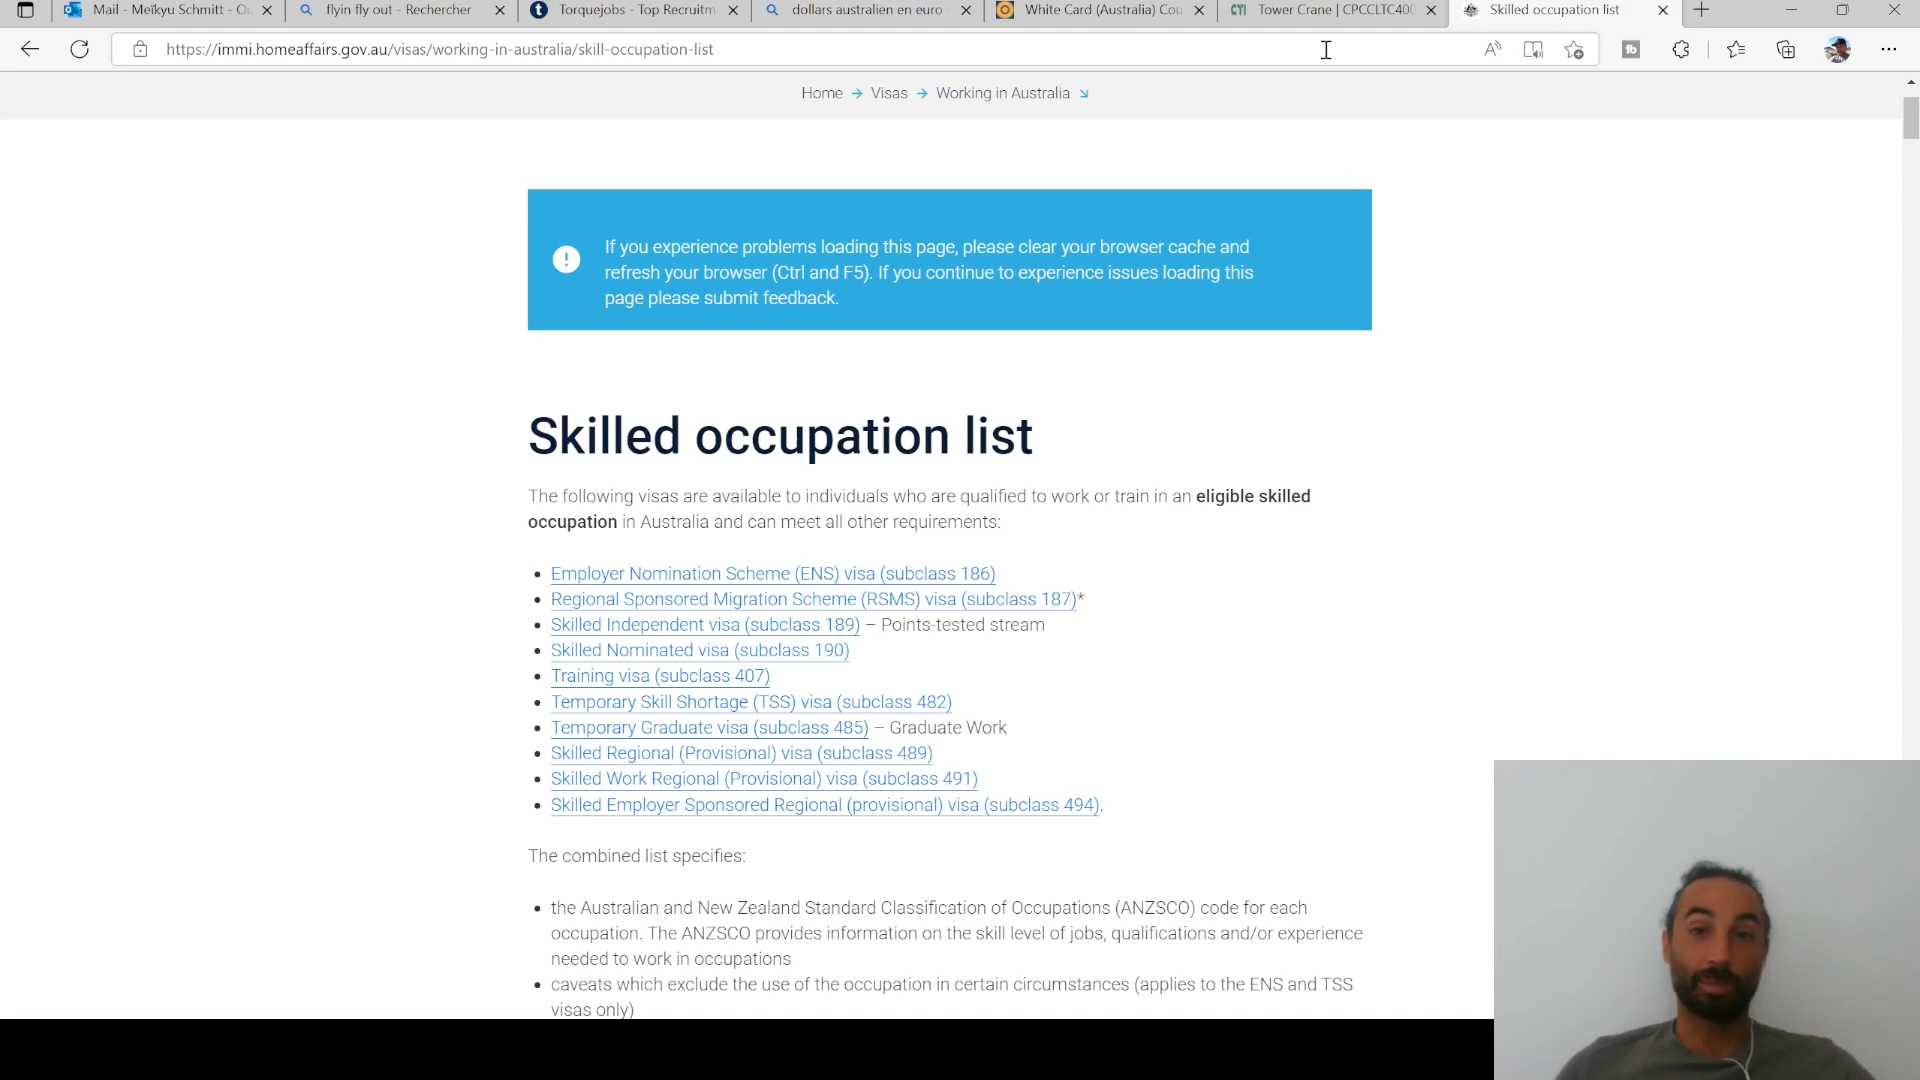 Mail - Meïkyu Schmitt - Ou
flyin fly out - Rechercher
Torquejobs - Top Recruitm
dollars australien en euro -
White Card (Australia) Cou
Tower Crane | CPCCLTC400
Skilled occupation list
https://immi.homeaffairs.gov.au/visas/working-in-australia/skill-occupation-list
Home → Visas → Working in Australia
If you experience problems loading this page, please clear your browser cache and
refresh your browser (Ctrl and F5). If you continue to experience issues loading this
page please submit feedback.
Skilled occupation list
The following visas are available to individuals who are qualified to work or train in an eligible skilled
occupation in Australia and can meet all other requirements:
Employer Nomination Scheme (ENS) visa (subclass 186)
Regional Sponsored Migration Scheme (RSMS) visa (subclass 187)*
Skilled Independent visa (subclass 189) – Points-tested stream
Skilled Nominated visa (subclass 190)
Training visa (subclass 407)
Temporary Skill Shortage (TSS) visa (subclass 482)
Temporary Graduate visa (subclass 485) – Graduate Work
Skilled Regional (Provisional) visa (subclass 489)
Skilled Work Regional (Provisional) visa (subclass 491)
Skilled Employer Sponsored Regional (provisional) visa (subclass 494).
The combined list specifies:
the Australian and New Zealand Standard Classification of Occupations (ANZSCO) code for each
occupation. The ANZSCO provides information on the skill level of jobs, qualifications and/or experience
needed to work in occupations
caveats which exclude the use of the occupation in certain circumstances (applies to the ENS and TSS
visas only)